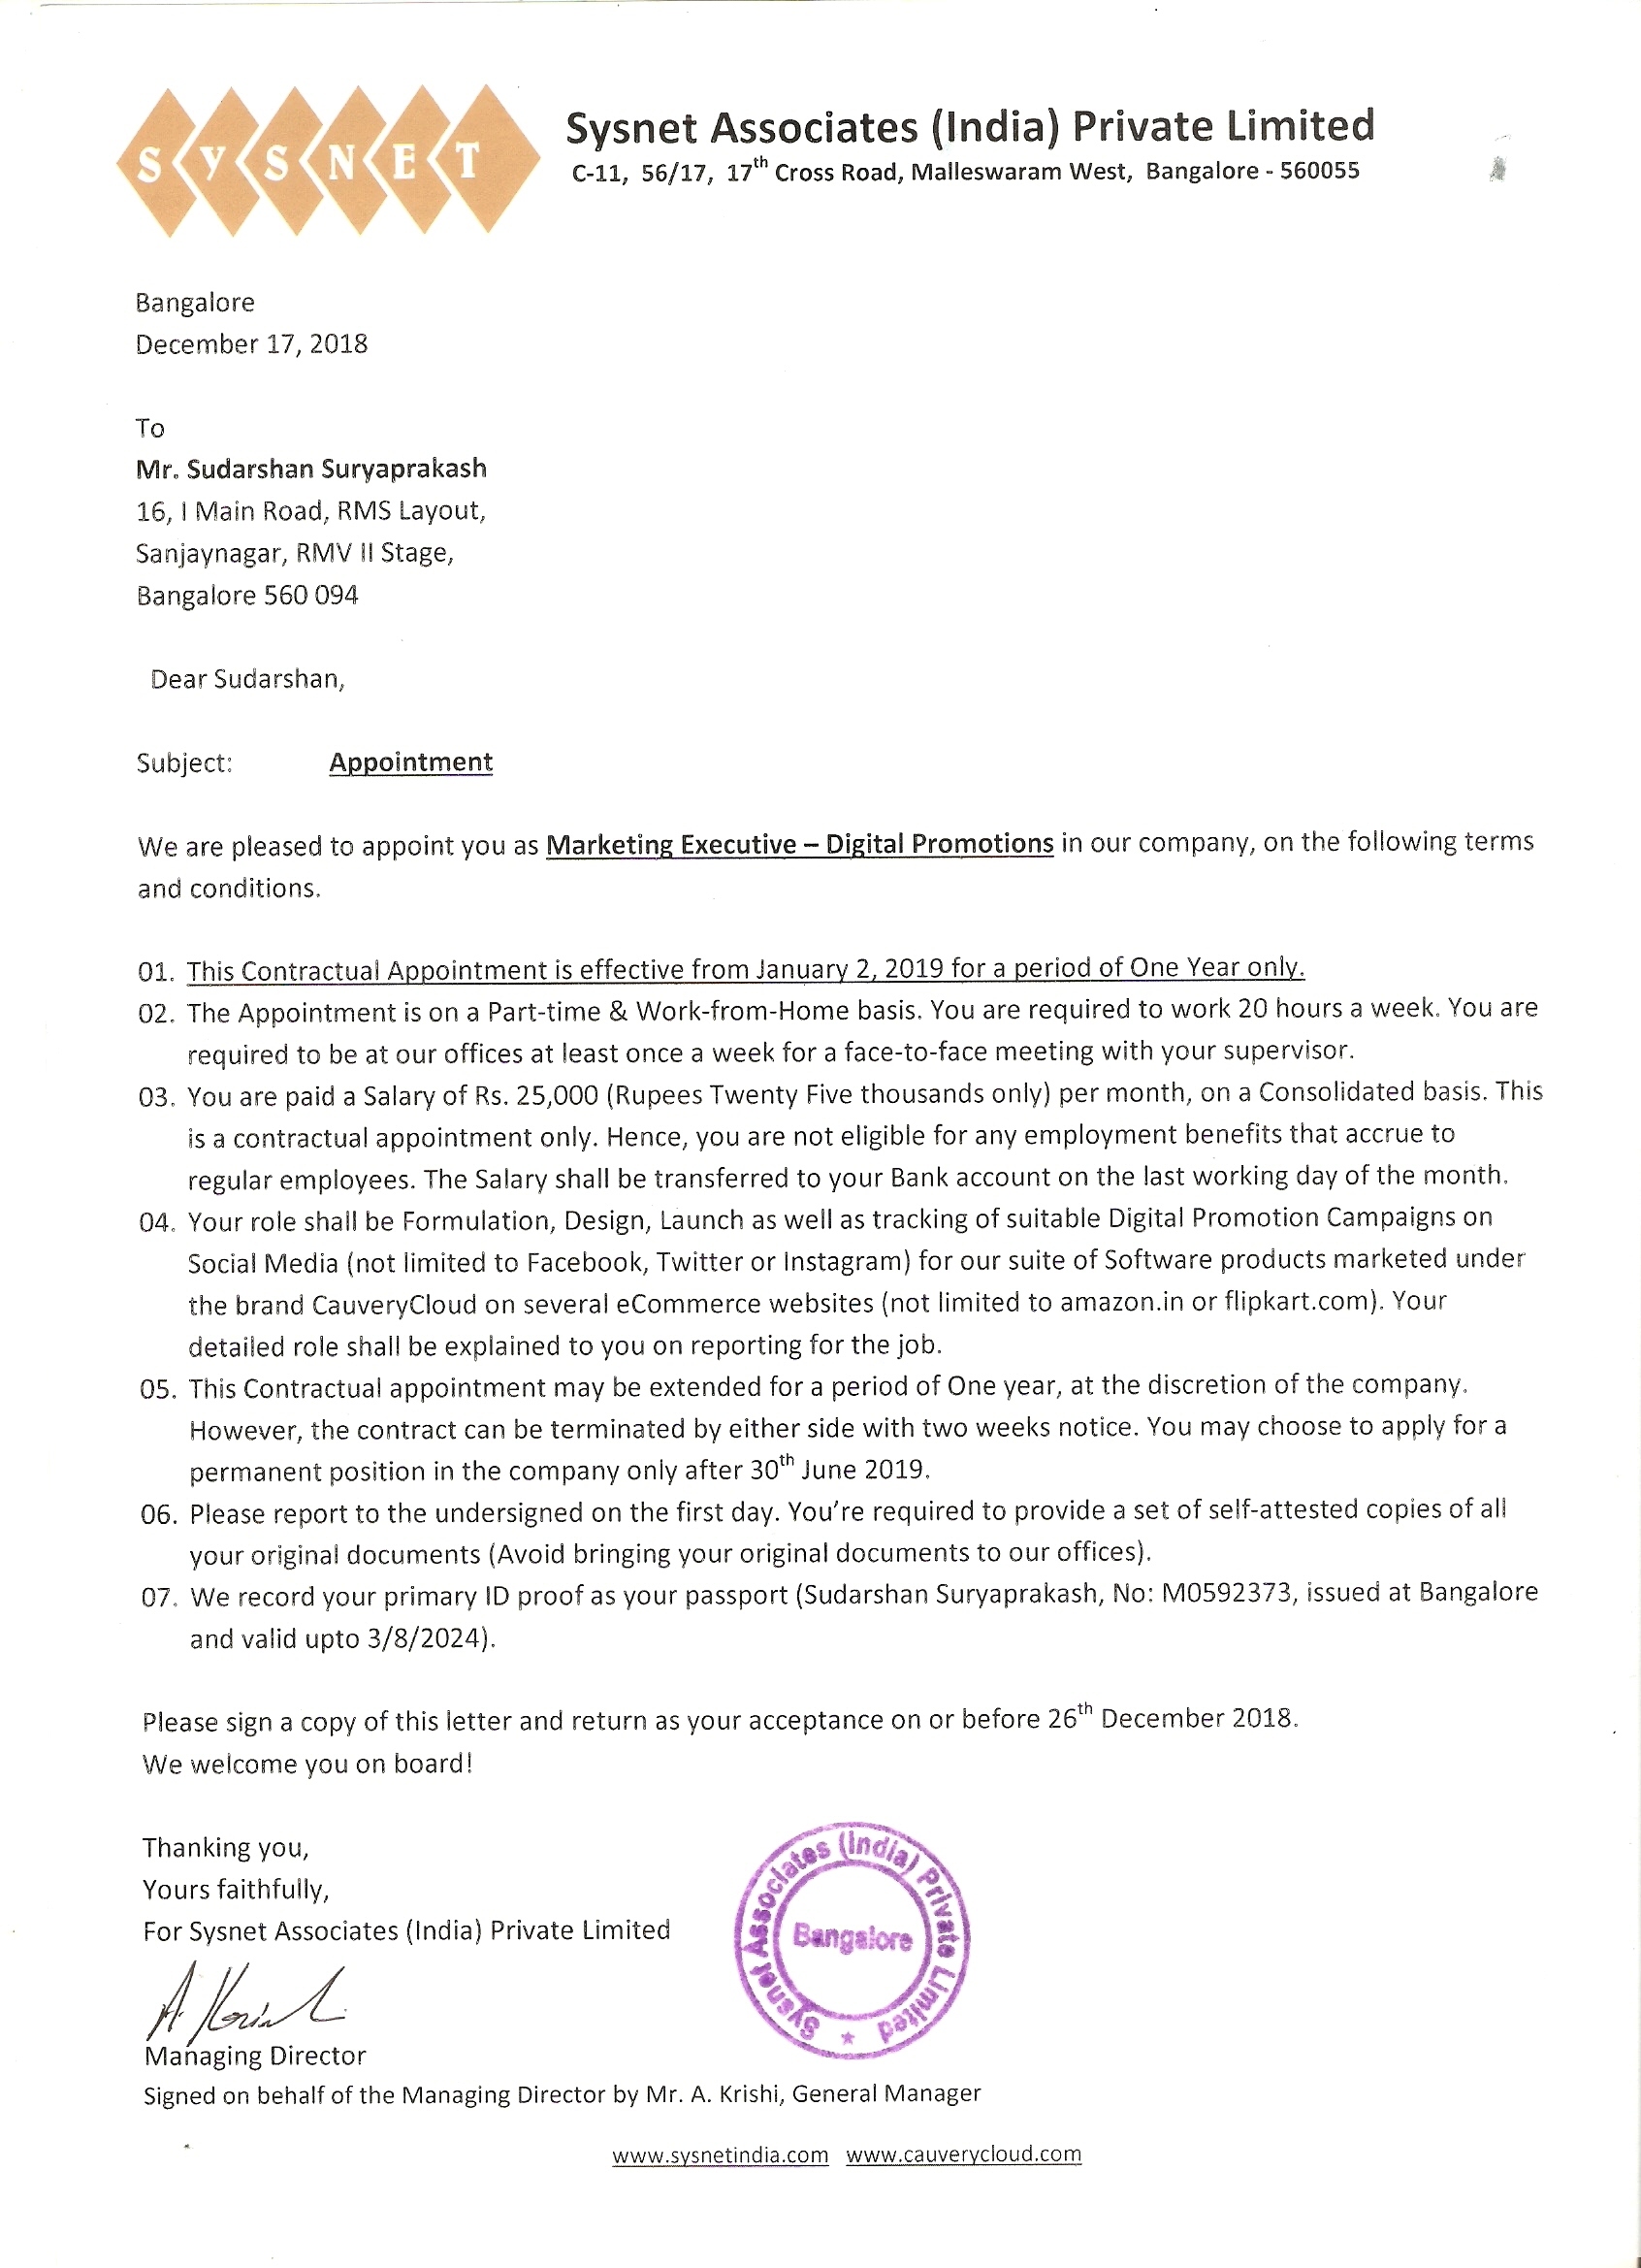 SYSNET
Sysnet Associates (India) Private Limited
C-11, 56/17, 17th Cross Road, Malleswaram West, Bangalore - 560055
Bangalore
December 17, 2018
To
Mr. Sudarshan Suryaprakash
16, I Main Road, RMS Layout,
Sanjaynagar, RMV II Stage,
Bangalore 560 094
Dear Sudarshan,
Subject: Appointment
We are pleased to appoint you as Marketing Executive – Digital Promotions in our company, on the following terms
and conditions.
01. This Contractual Appointment is effective from January 2, 2019 for a period of One Year only.
02. The Appointment is on a Part-time & Work-from-Home basis. You are required to work 20 hours a week. You are
required to be at our offices at least once a week for a face-to-face meeting with your supervisor.
03. You are paid a Salary of Rs. 25,000 (Rupees Twenty Five thousands only) per month, on a Consolidated basis. This
is a contractual appointment only. Hence, you are not eligible for any employment benefits that accrue to
regular employees. The Salary shall be transferred to your Bank account on the last working day of the month.
04. Your role shall be Formulation, Design, Launch as well as tracking of suitable Digital Promotion Campaigns on
Social Media (not limited to Facebook, Twitter or Instagram) for our suite of Software products marketed under
the brand CauveryCloud on several eCommerce websites (not limited to amazon.in or flipkart.com). Your
detailed role shall be explained to you on reporting for the job.
05. This Contractual appointment may be extended for a period of One year, at the discretion of the company.
However, the contract can be terminated by either side with two weeks notice. You may choose to apply for a
permanent position in the company only after 30th June 2019.
06. Please report to the undersigned on the first day. You're required to provide a set of self-attested copies of all
your original documents (Avoid bringing your original documents to our offices).
07. We record your primary ID proof as your passport (Sudarshan Suryaprakash, No: M0592373, issued at Bangalore
and valid upto 3/8/2024).
Please sign a copy of this letter and return as your acceptance on or before 26th December 2018.
We welcome you on board!
Thanking you,
Yours faithfully,
For Sysnet Associates (India) Private Limited
Sysnet Associates (India) Private Limited
Bangalore
Managing Director
Signed on behalf of the Managing Director by Mr. A. Krishi, General Manager
www.sysnetindia.com www.cauverycloud.com